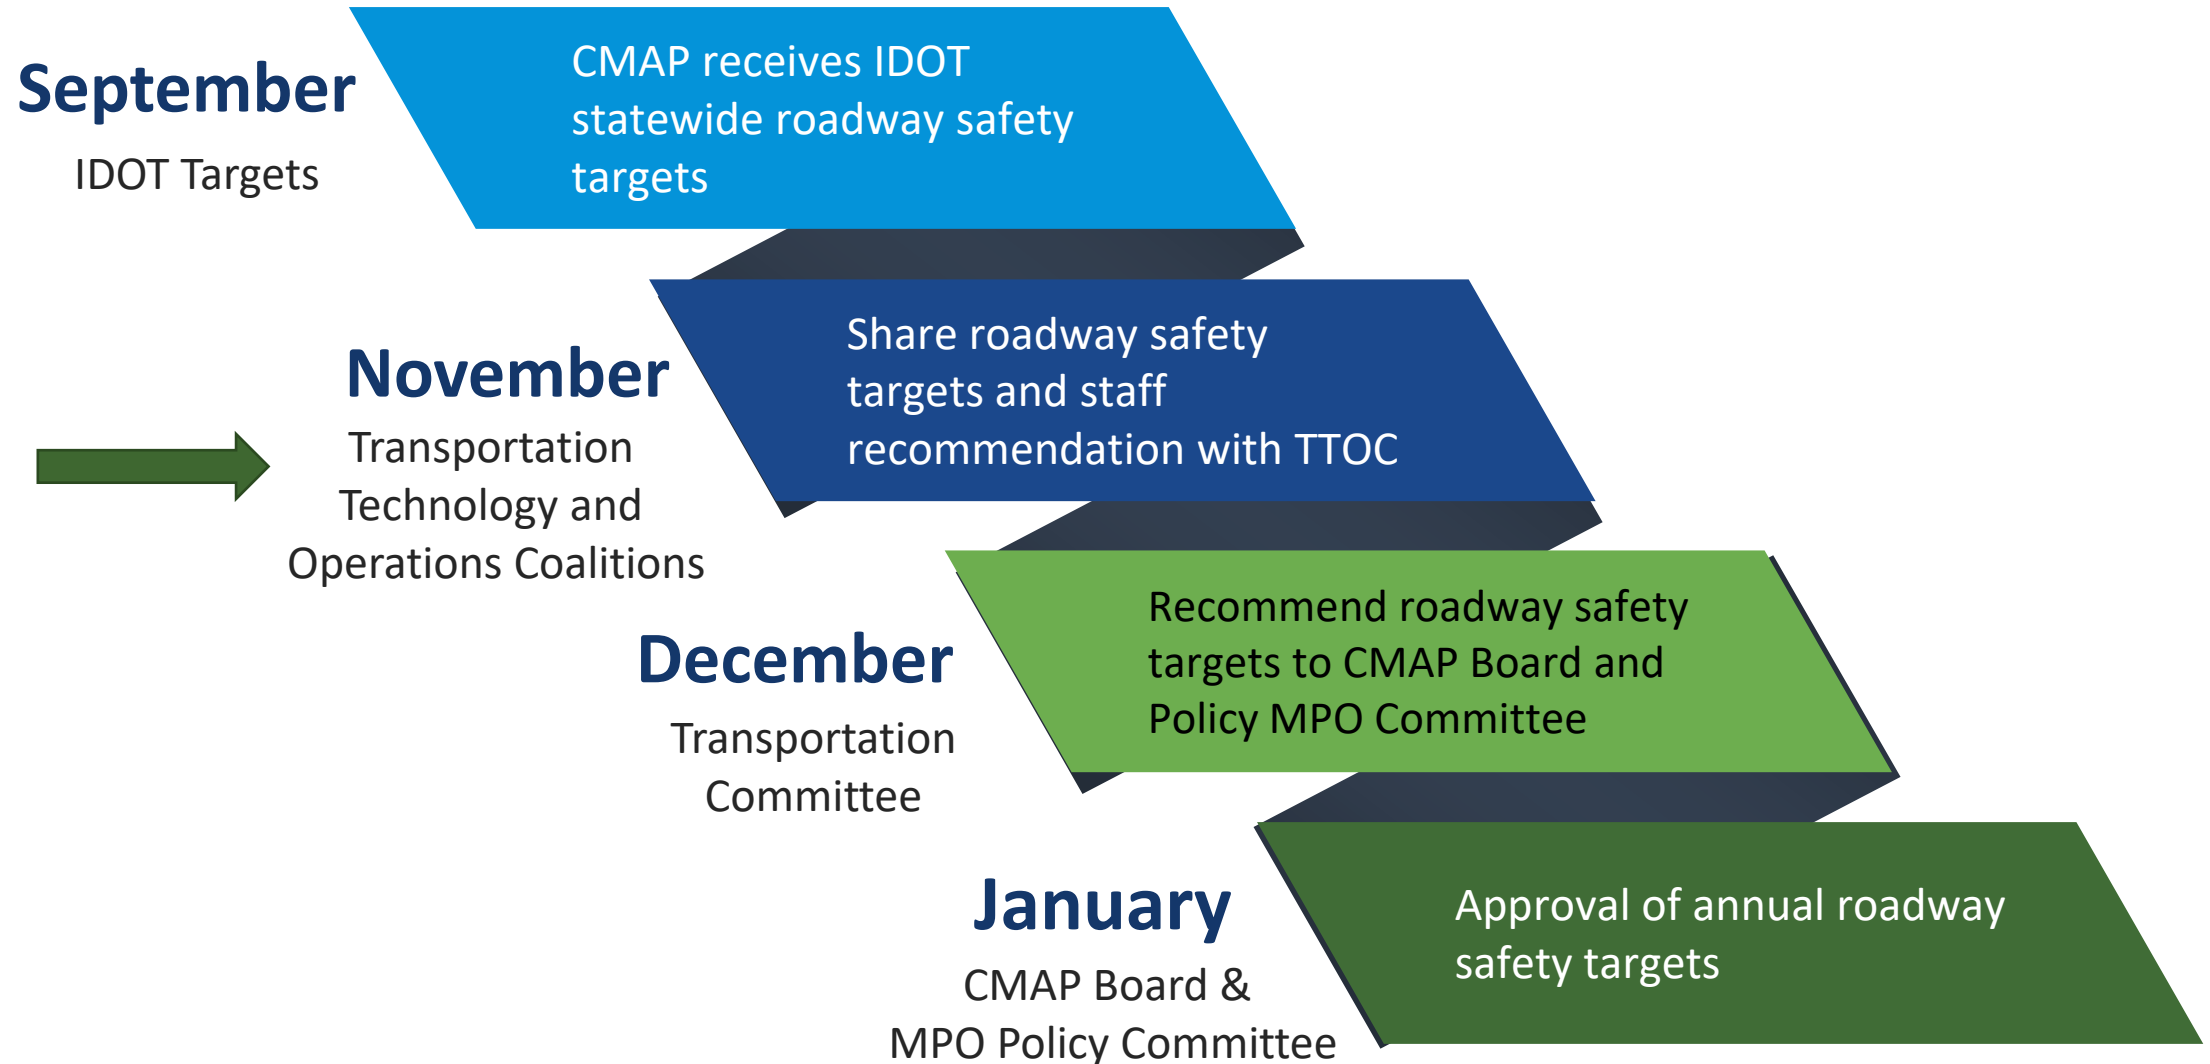 September
IDOT Targets
CMAP receives IDOT
statewide roadway safety
targets
November
Transportation
Technology and
Operations Coalitions
Share roadway safety
targets and staff
recommendation with TTOC
December
Transportation
Committee
Recommend roadway safety
targets to CMAP Board and
Policy MPO Committee
January
CMAP Board &
MPO Policy Committee
Approval of annual roadway
safety targets